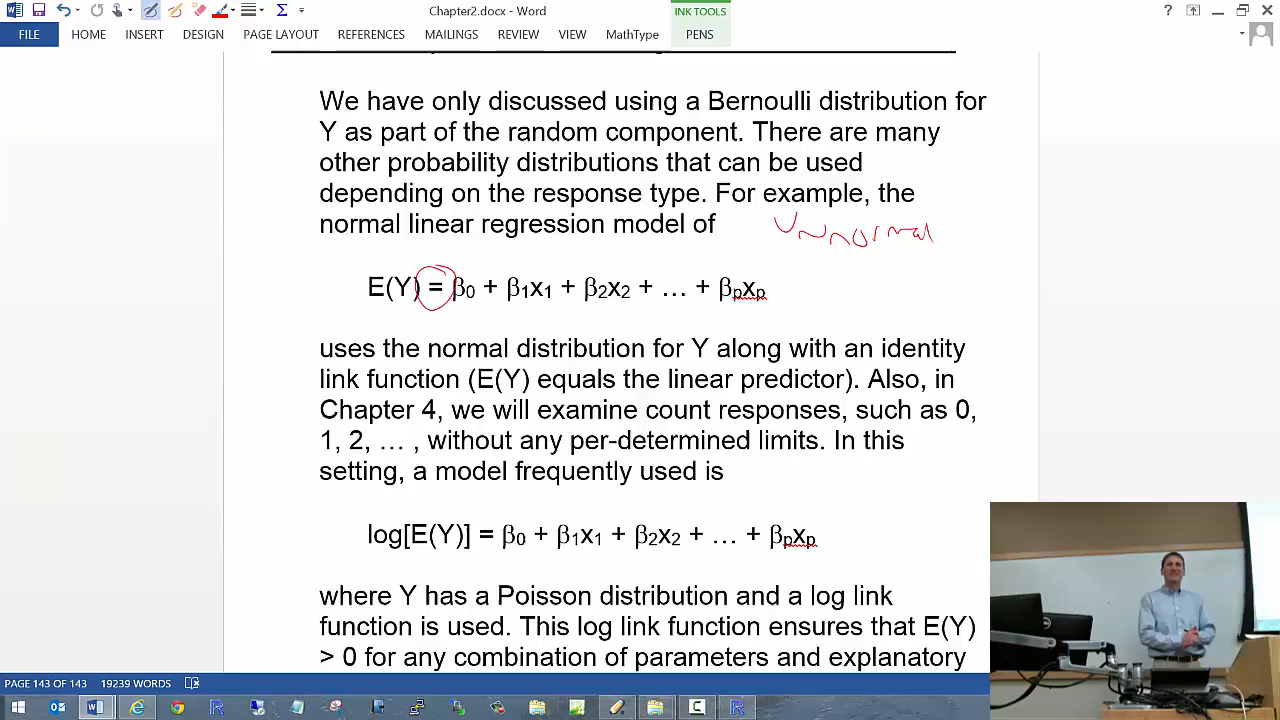 Chapter2.docx - Word
INK TOOLS
FILE HOME INSERT DESIGN PAGE LAYOUT REFERENCES MAILINGS REVIEW VIEW MathType PENS
We have only discussed using a Bernoulli distribution for
Y as part of the random component. There are many
other probability distributions that can be used
depending on the response type. For example, the
normal linear regression model of
E(Y) = β0 + β1x1 + β2x2 + … + βpxp
uses the normal distribution for Y along with an identity
link function (E(Y) equals the linear predictor). Also, in
Chapter 4, we will examine count responses, such as 0,
1, 2, … , without any per-determined limits. In this
setting, a model frequently used is
log[E(Y)] = β0 + β1x1 + β2x2 + … + βpxp
where Y has a Poisson distribution and a log link
function is used. This log link function ensures that E(Y)
> 0 for any combination of parameters and explanatory
PAGE 143 OF 143 19239 WORDS